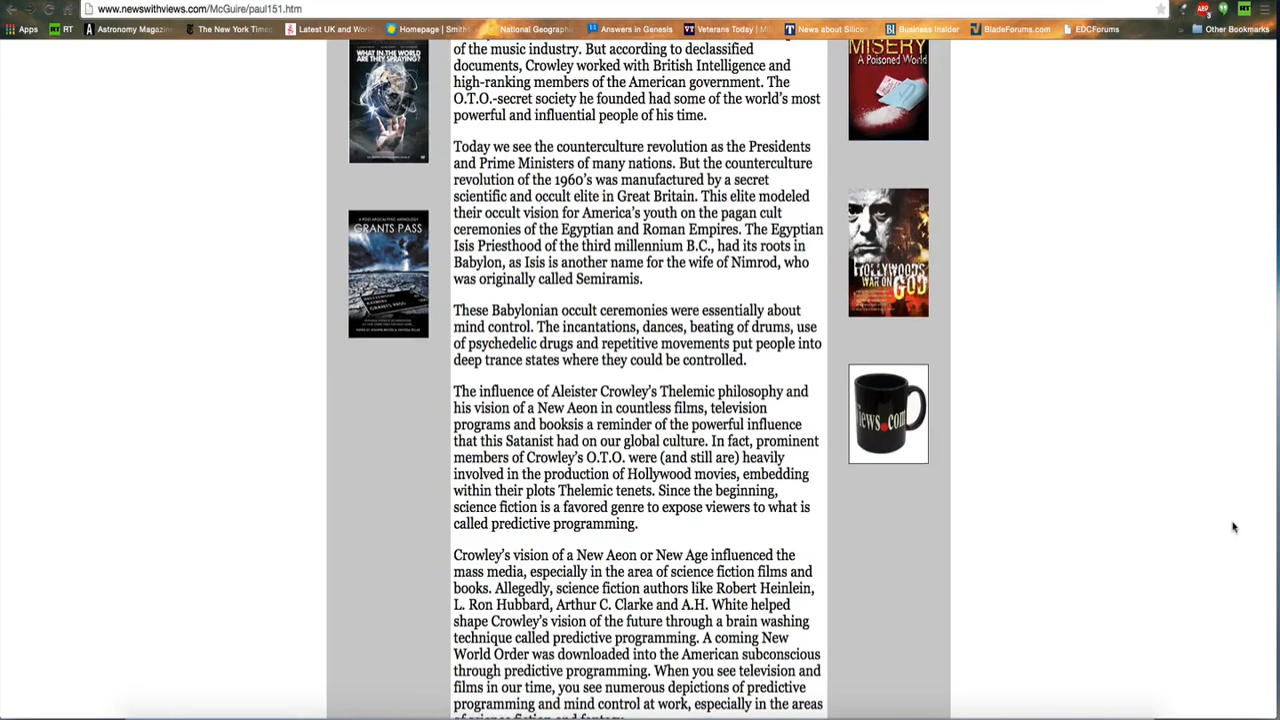 www.newswithviews.com/McGuire/paul151.htm
Apps RT Astronomy Magazin The New York Times Latest UK and World Homepage | Smiths National Geographic Answers in Genesis Veterans Today | Mi News about Silico Business Insider BladeForums.com EDCForums » Other Bookmarks
WHAT IN THE WORLD
ARE THEY SPRAYING?
A POST APOCALYPTIC ANTHOLOGY
GRANTS PASS
of the music industry. But according to declassified
documents, Crowley worked with British Intelligence and
high-ranking members of the American government. The
O.T.O.-secret society he founded had some of the world's most
powerful and influential people of his time.
Today we see the counterculture revolution as the Presidents
and Prime Ministers of many nations. But the counterculture
revolution of the 1960's was manufactured by a secret
scientific and occult elite in Great Britain. This elite modeled
their occult vision for America's youth on the pagan cult
ceremonies of the Egyptian and Roman Empires. The Egyptian
Isis Priesthood of the third millennium B.C., had its roots in
Babylon, as Isis is another name for the wife of Nimrod, who
was originally called Semiramis.
These Babylonian occult ceremonies were essentially about
mind control. The incantations, dances, beating of drums, use
of psychedelic drugs and repetitive movements put people into
deep trance states where they could be controlled.
The influence of Aleister Crowley's Thelemic philosophy and
his vision of a New Aeon in countless films, television
programs and booksis a reminder of the powerful influence
that this Satanist had on our global culture. In fact, prominent
members of Crowley's O.T.O. were (and still are) heavily
involved in the production of Hollywood movies, embedding
within their plots Thelemic tenets. Since the beginning,
science fiction is a favored genre to expose viewers to what is
called predictive programming.
Crowley's vision of a New Aeon or New Age influenced the
mass media, especially in the area of science fiction films and
books. Allegedly, science fiction authors like Robert Heinlein,
L. Ron Hubbard, Arthur C. Clarke and A.H. White helped
shape Crowley's vision of the future through a brain washing
technique called predictive programming. A coming New
World Order was downloaded into the American subconscious
through predictive programming. When you see television and
films in our time, you see numerous depictions of predictive
programming and mind control at work, especially in the areas
of science fiction and fantasy.
MISERY
A Poisoned World
HOLLYWOOD'S
WAR ON GOD
iews.com